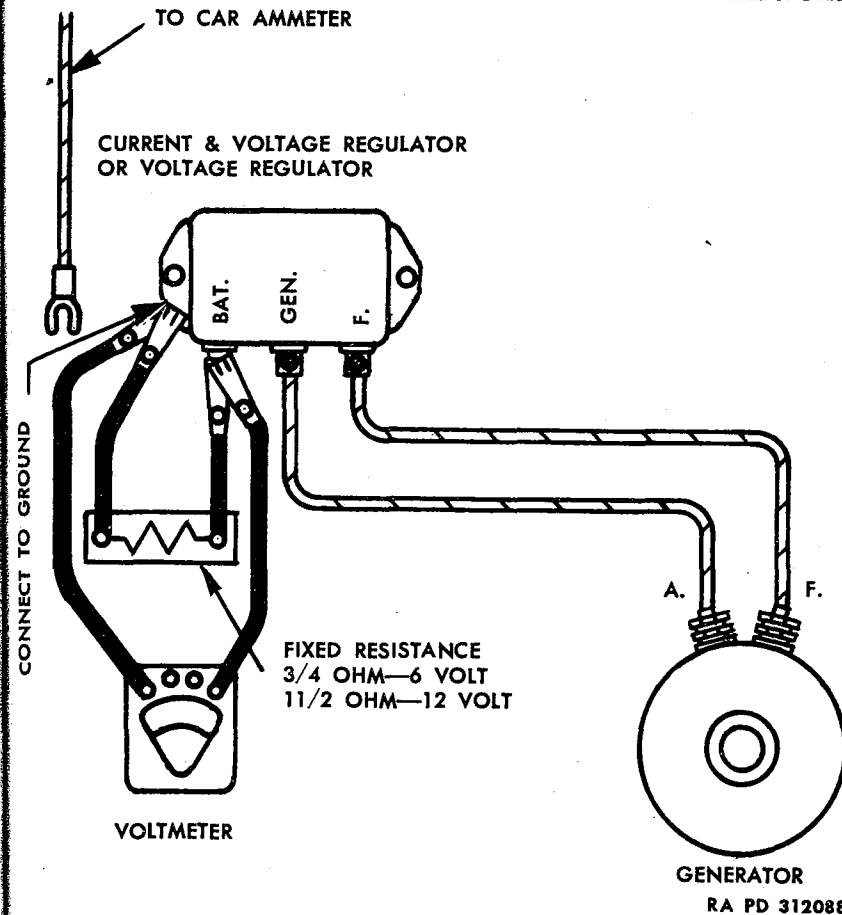 TO CAR AMMETER
CURRENT & VOLTAGE REGULATOR
OR VOLTAGE REGULATOR
BAT.
GEN.
F.
CONNECT TO GROUND
A.
F.
FIXED RESISTANCE
3/4 OHM—6 VOLT
11/2 OHM—12 VOLT
VOLTMETER
GENERATOR
RA PD 312088